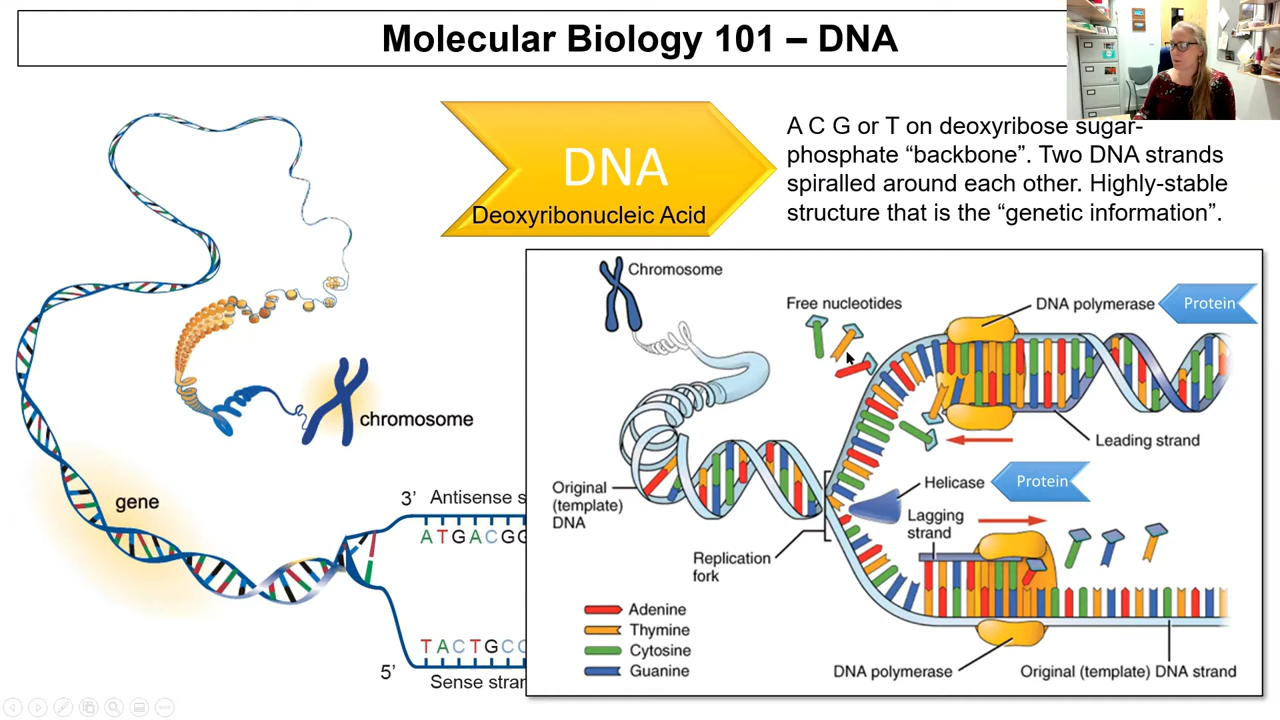 Molecular Biology 101 – DNA
DNA
Deoxyribonucleic Acid
A C G or T on deoxyribose sugar-
phosphate “backbone”. Two DNA strands
spiralled around each other. Highly-stable
structure that is the “genetic information”.
chromosome
gene
3’ Antisense s
ATGACGG
TACTGCC
5’
Sense strar
Chromosome
Free nucleotides
DNA polymerase
Protein
Leading strand
Helicase
Protein
Original
(template)
DNA
Lagging
strand
Replication
fork
Adenine
Thymine
Cytosine
Guanine
DNA polymerase
Original (template) DNA strand